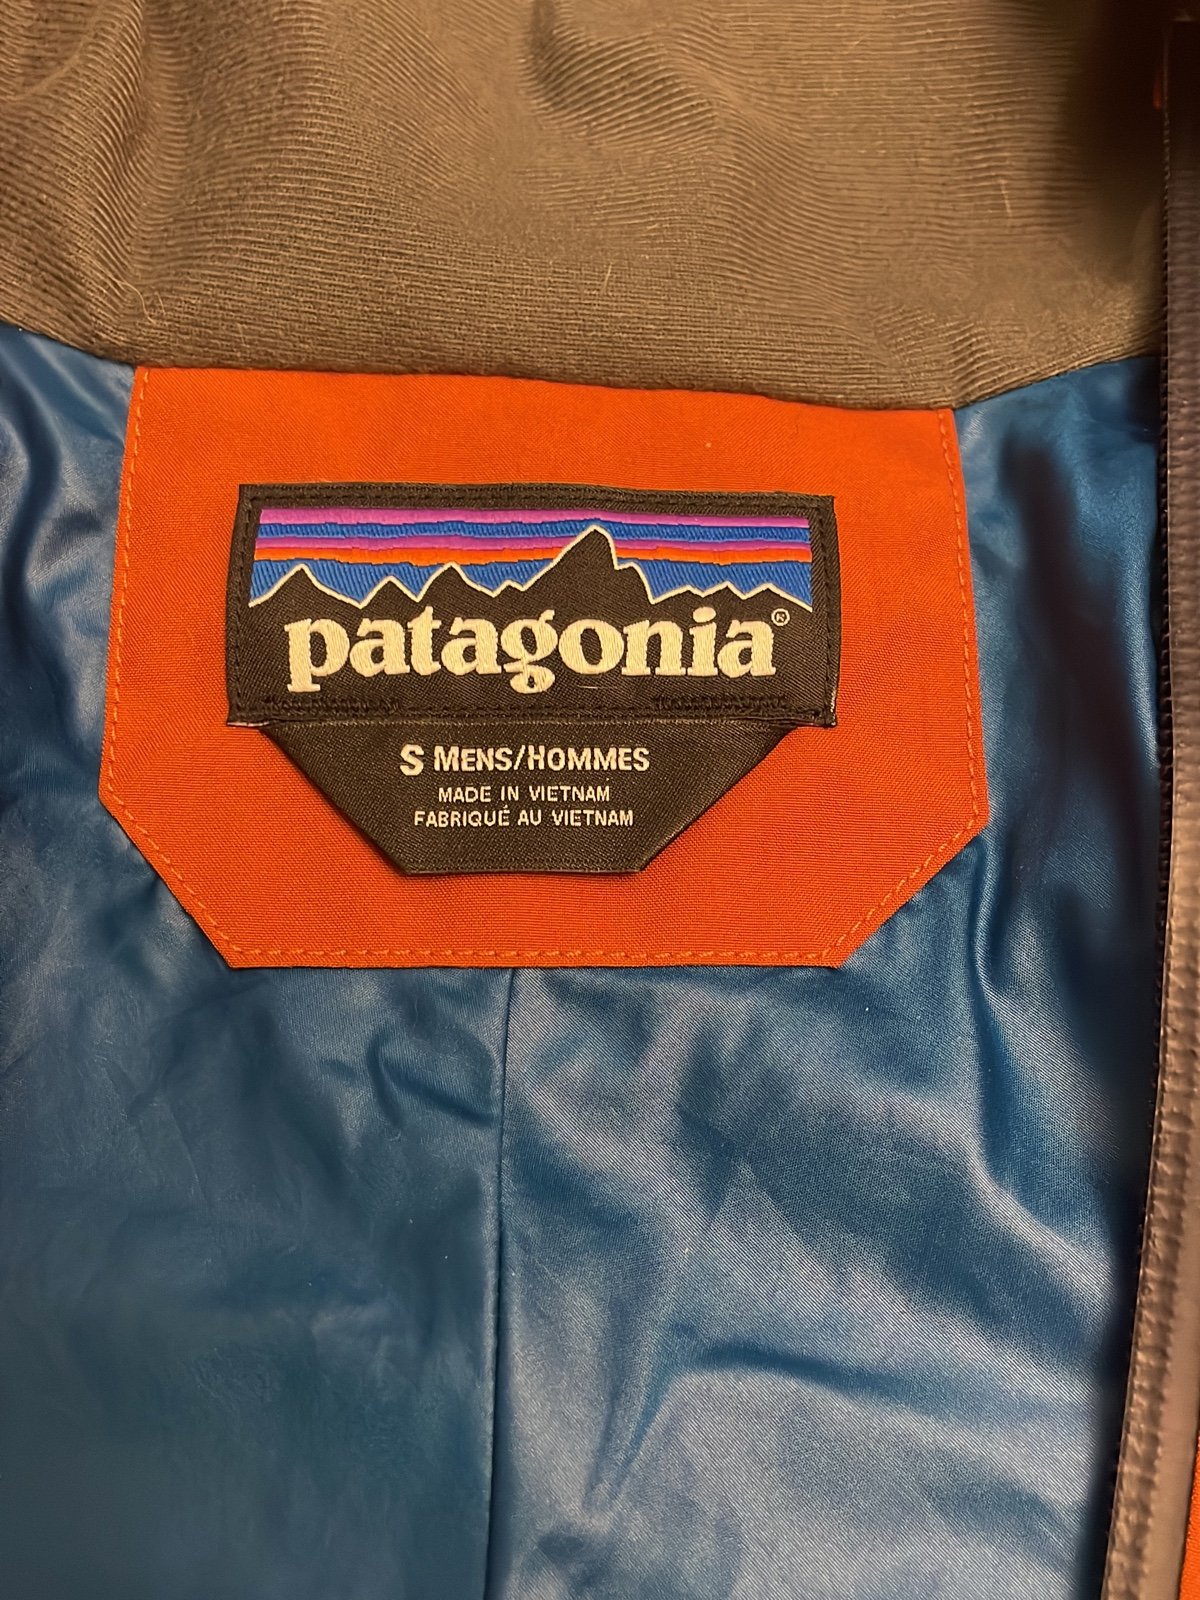 patagonia®
S MENS/HOMMES
MADE IN VIETNAM
FABRIQUÉ AU VIETNAM